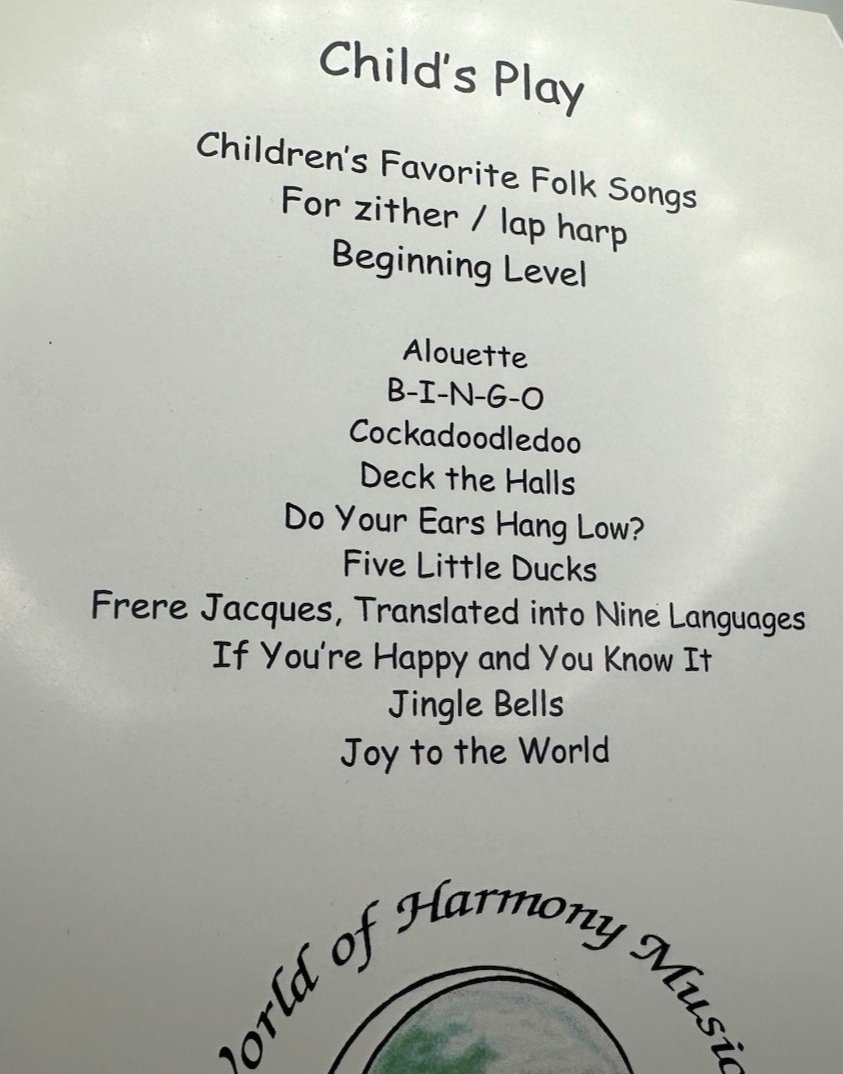 Child's Play
Children's Favorite Folk Songs
For zither / lap harp
Beginning Level
Alouette
B-I-N-G-O
Cockadoodledoo
Deck the Halls
Do Your Ears Hang Low?
Five Little Ducks
Frere Jacques, Translated into Nine Languages
If You're Happy and You Know It
Jingle Bells
Joy to the World
World of Harmony Music